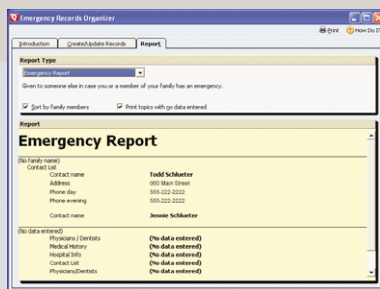 Emergency Records Organizer
Print How Do I?
Introduction Create/Update Records Report
Report Type
Emergency Report
Given to someone else in case you or a member of your family has an emergency.
Sort by family members Print topics with no data entered
Report
Emergency Report
(No family name)
Contact List
Contact name Todd Schlueter
Address 000 Main Street
Phone day 555-222-2222
Phone evening 555-222-2222
Contact name Jennie Schlueter
(No data entered)
Physicians / Dentists (No data entered)
Medical History (No data entered)
Hospital Info (No data entered)
Contact List (No data entered)
Physicians/Dentists (No data entered)